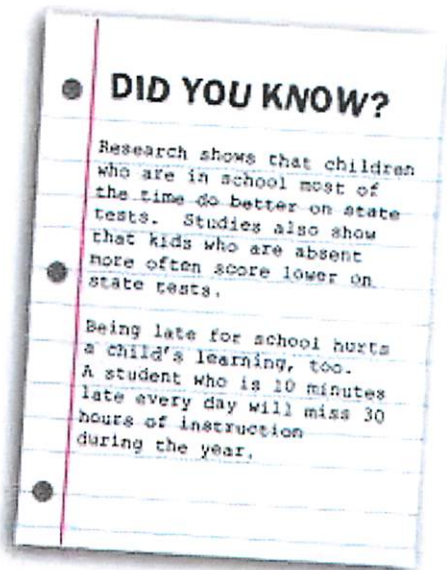 DID YOU KNOW?
Research shows that children
who are in school most of
the time do better on state
tests. Studies also show
that kids who are absent
more often score lower on
state tests.
Being late for school hurts
a child's learning, too.
A student who is 10 minutes
late every day will miss 30
hours of instruction
during the year.